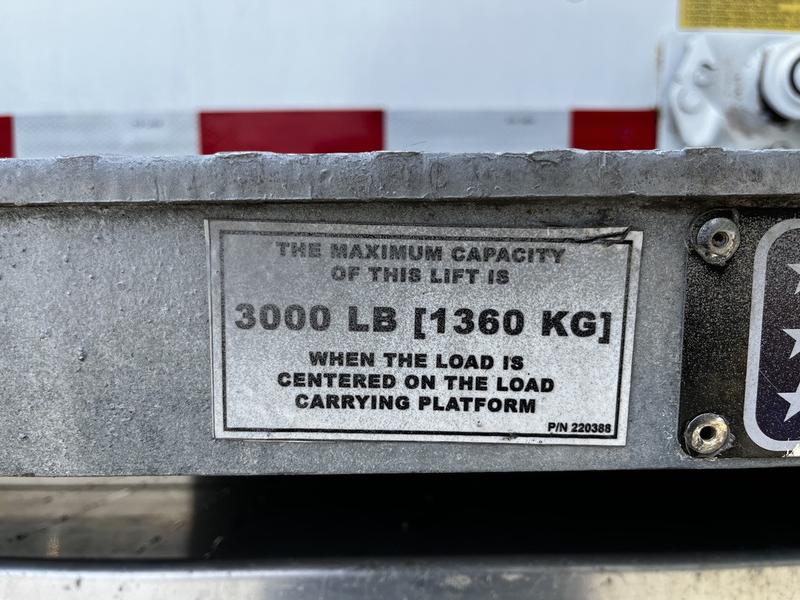 THE MAXIMUM CAPACITY
OF THIS LIFT IS
3000 LB [1360 KG]
WHEN THE LOAD IS
CENTERED ON THE LOAD
CARRYING PLATFORM
P/N 220388